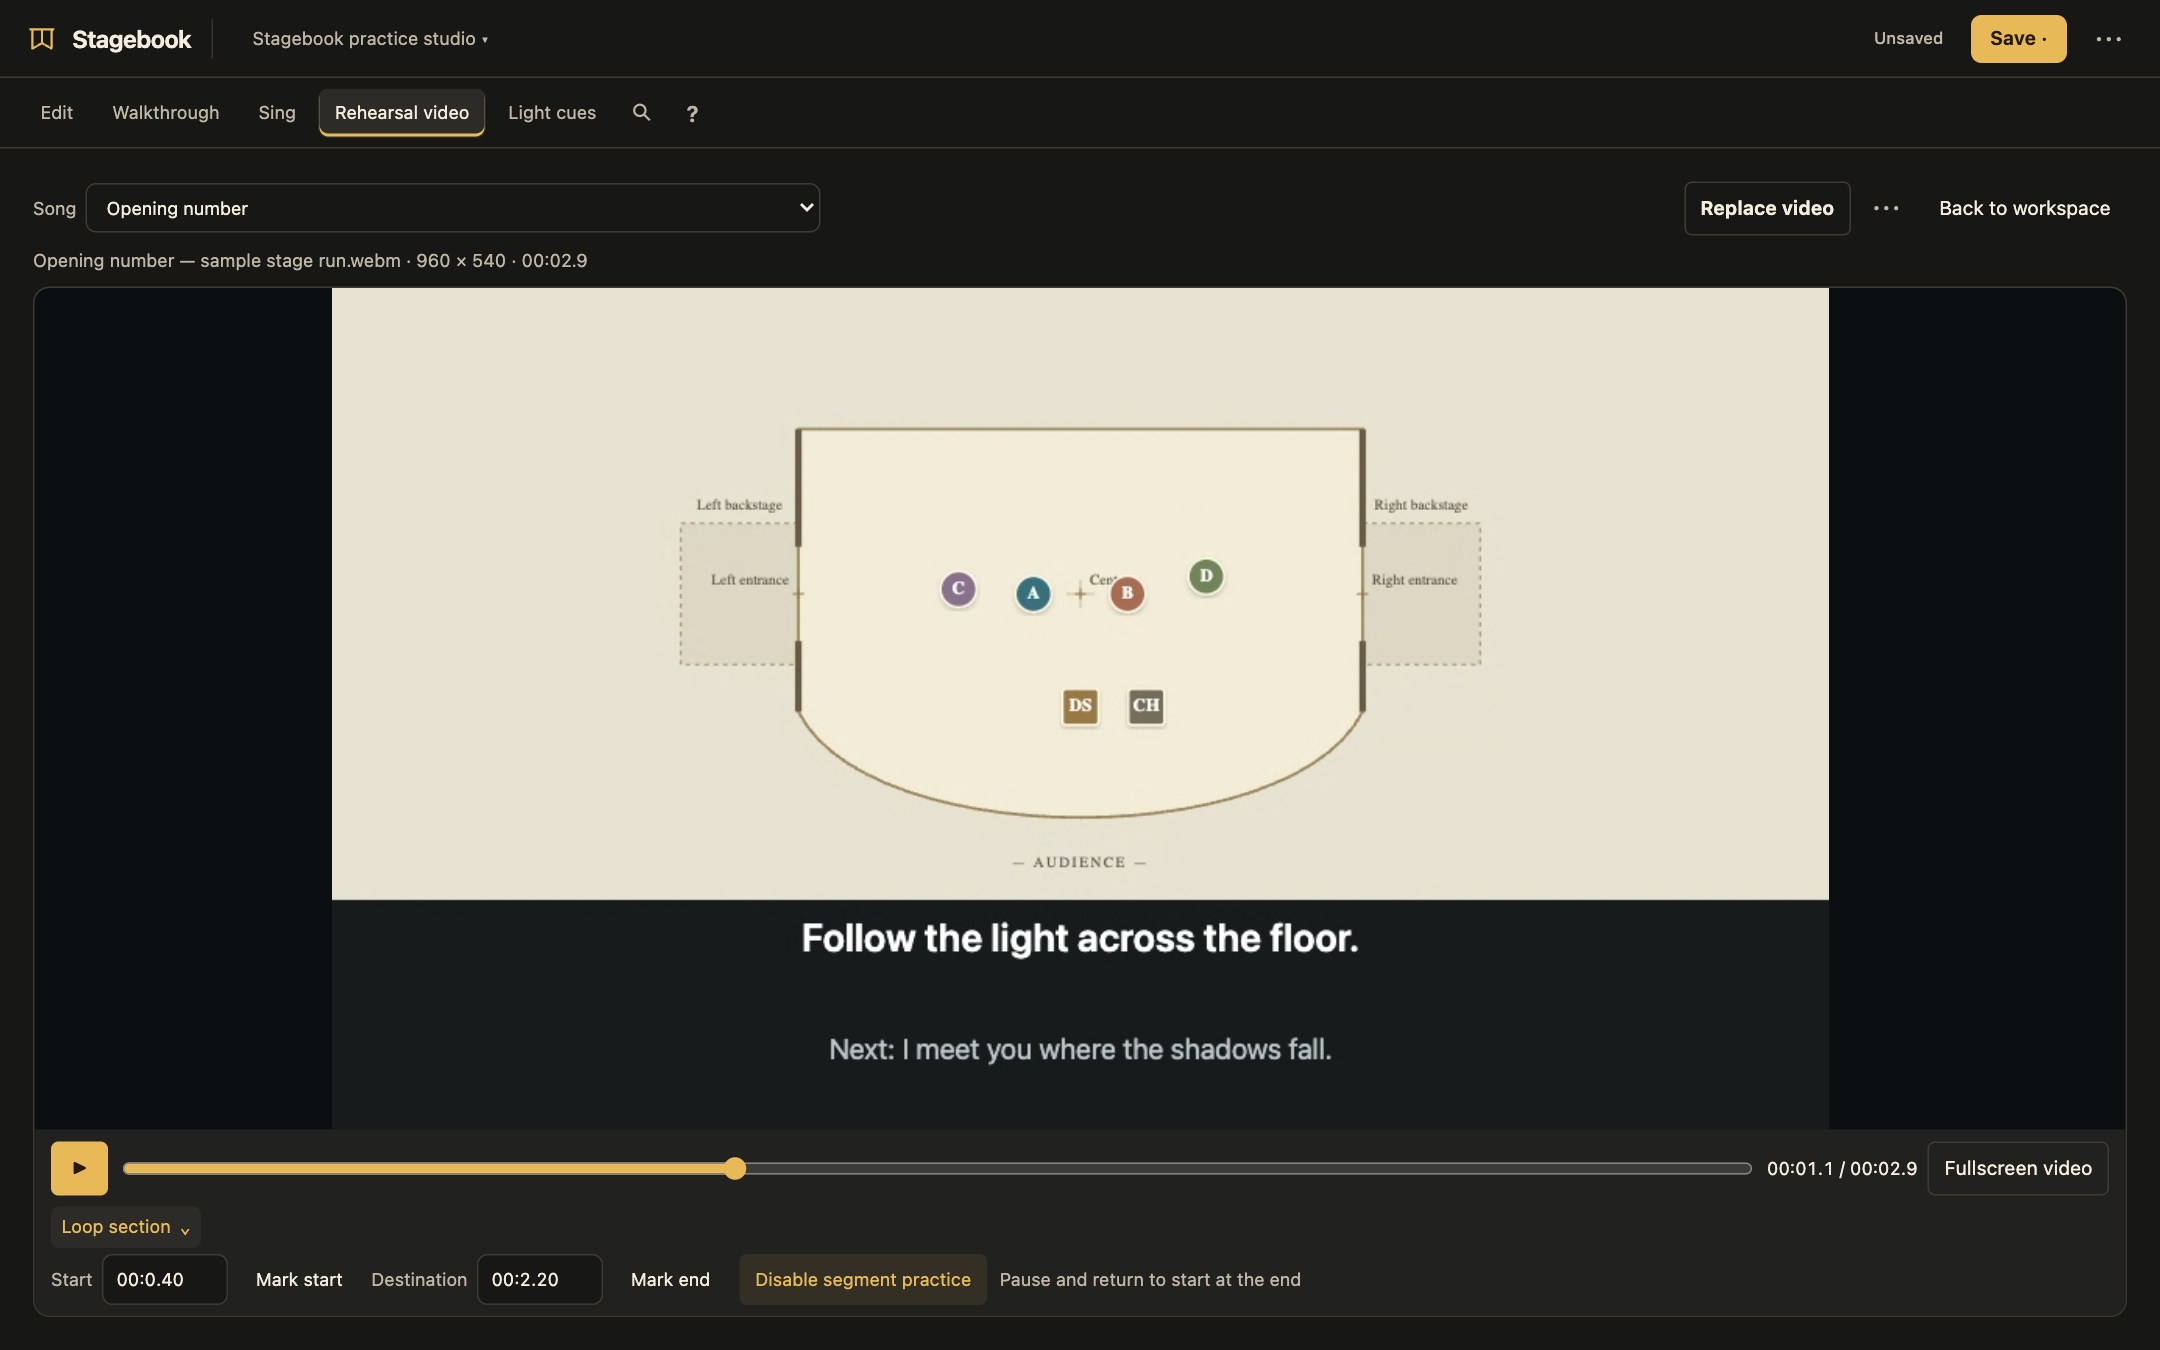 Stagebook
Stagebook practice studio ▾
Unsaved
Save ·
Edit
Walkthrough
Sing
Rehearsal video
Light cues
?
Song
Opening number
Replace video
Back to workspace
Opening number — sample stage run.webm · 960 × 540 · 00:02.9
Left backstage
Right backstage
Left entrance
C
A
B
D
Right entrance
DS
CH
— AUDIENCE —
Follow the light across the floor.
Next: I meet you where the shadows fall.
00:01.1 / 00:02.9
Fullscreen video
Loop section
Start
00:0.40
Mark start
Destination
00:2.20
Mark end
Disable segment practice
Pause and return to start at the end